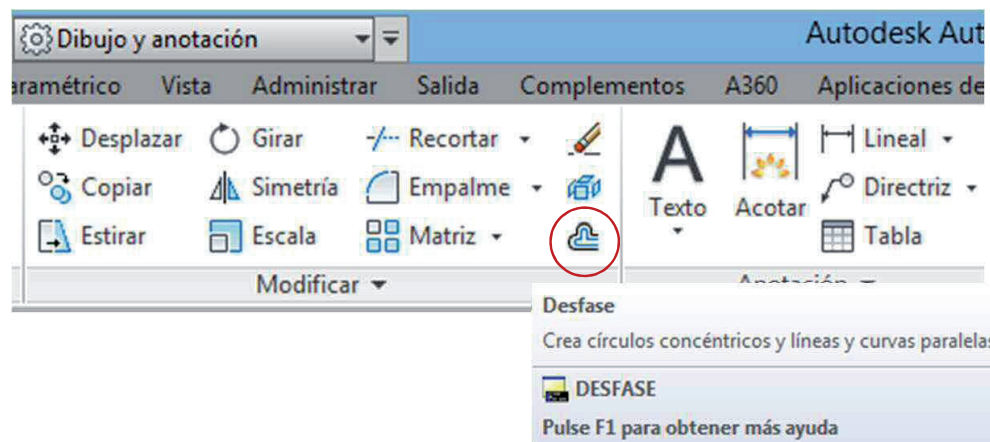 Dibujo y anotación
Autodesk Aut
aramétrico Vista Administrar Salida Complementos A360 Aplicaciones de
Desplazar Girar Recortar
Copiar Simetría Empalme
Estirar Escala Matriz
Modificar
A
Texto
Acotar
Lineal
Directriz
Tabla
Anotación
Desfase
Crea círculos concéntricos y líneas y curvas paralelas
DESFASE
Pulse F1 para obtener más ayuda